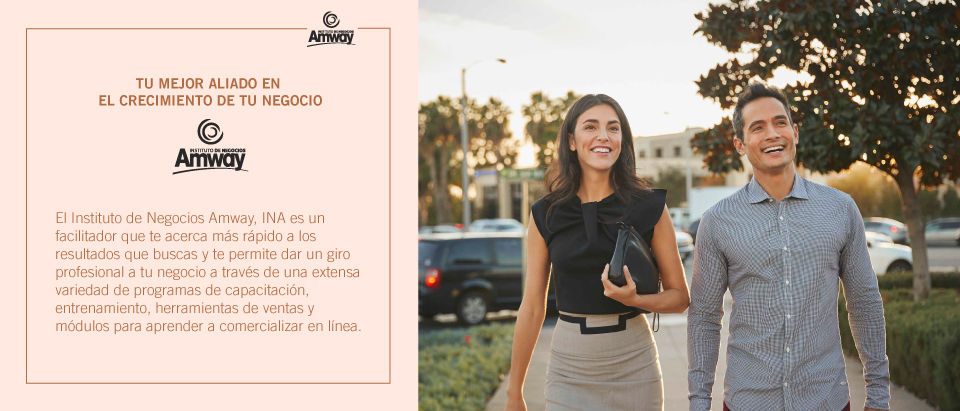 INSTITUTO DE NEGOCIOS
Amway
TU MEJOR ALIADO EN
EL CRECIMIENTO DE TU NEGOCIO
INSTITUTO DE NEGOCIOS
Amway
El Instituto de Negocios Amway, INA es un
facilitador que te acerca más rápido a los
resultados que buscas y te permite dar un giro
profesional a tu negocio a través de una extensa
variedad de programas de capacitación,
entrenamiento, herramientas de ventas y
módulos para aprender a comercializar en línea.